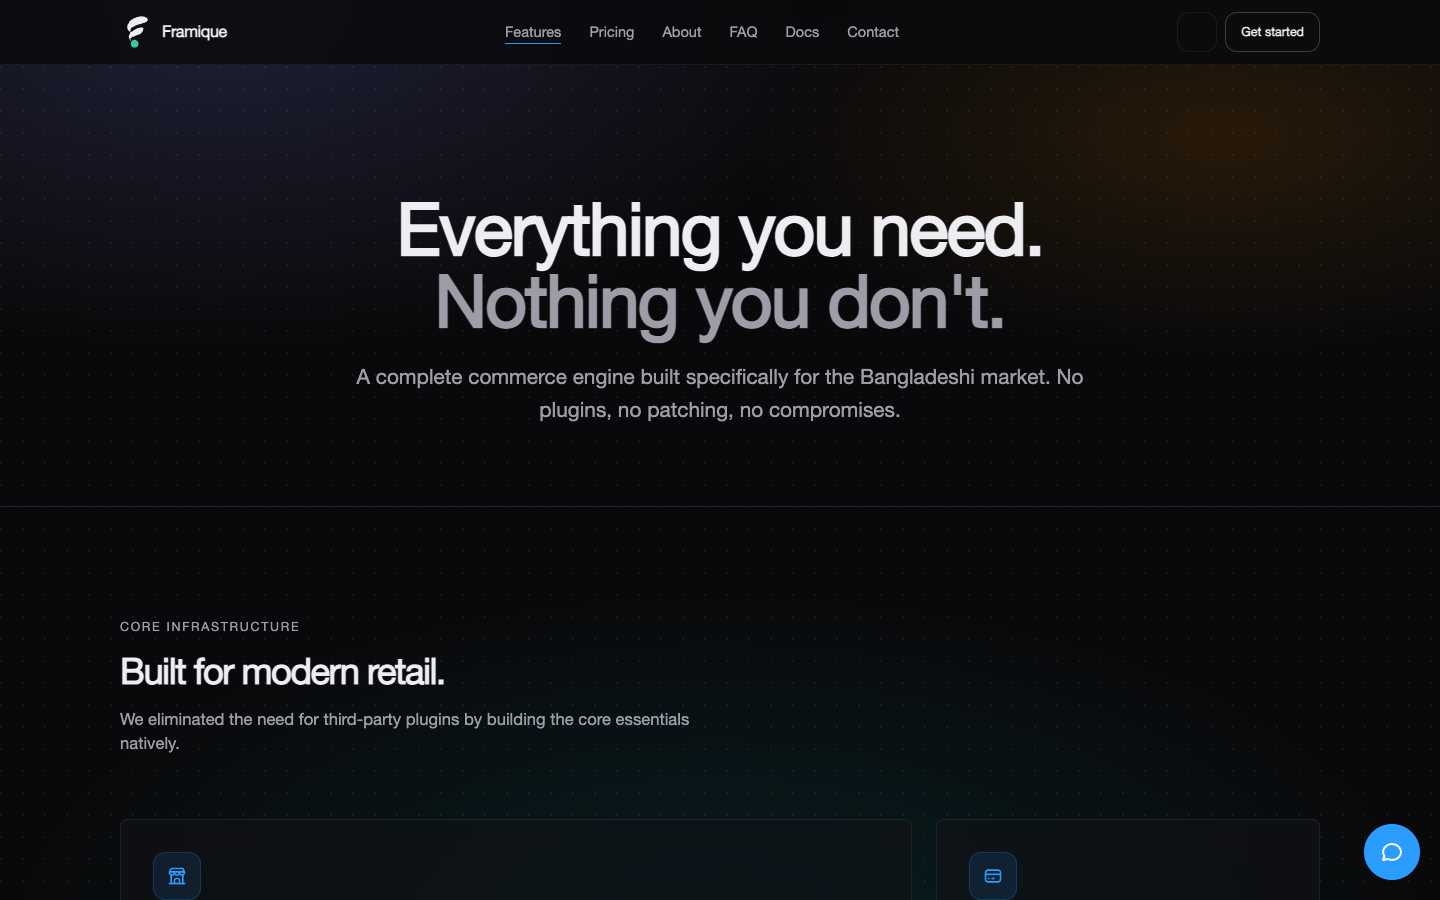 Framique
Features
Pricing
About
FAQ
Docs
Contact
Get started
Everything you need.
Nothing you don't.
A complete commerce engine built specifically for the Bangladeshi market. No
plugins, no patching, no compromises.
CORE INFRASTRUCTURE
Built for modern retail.
We eliminated the need for third-party plugins by building the core essentials
natively.